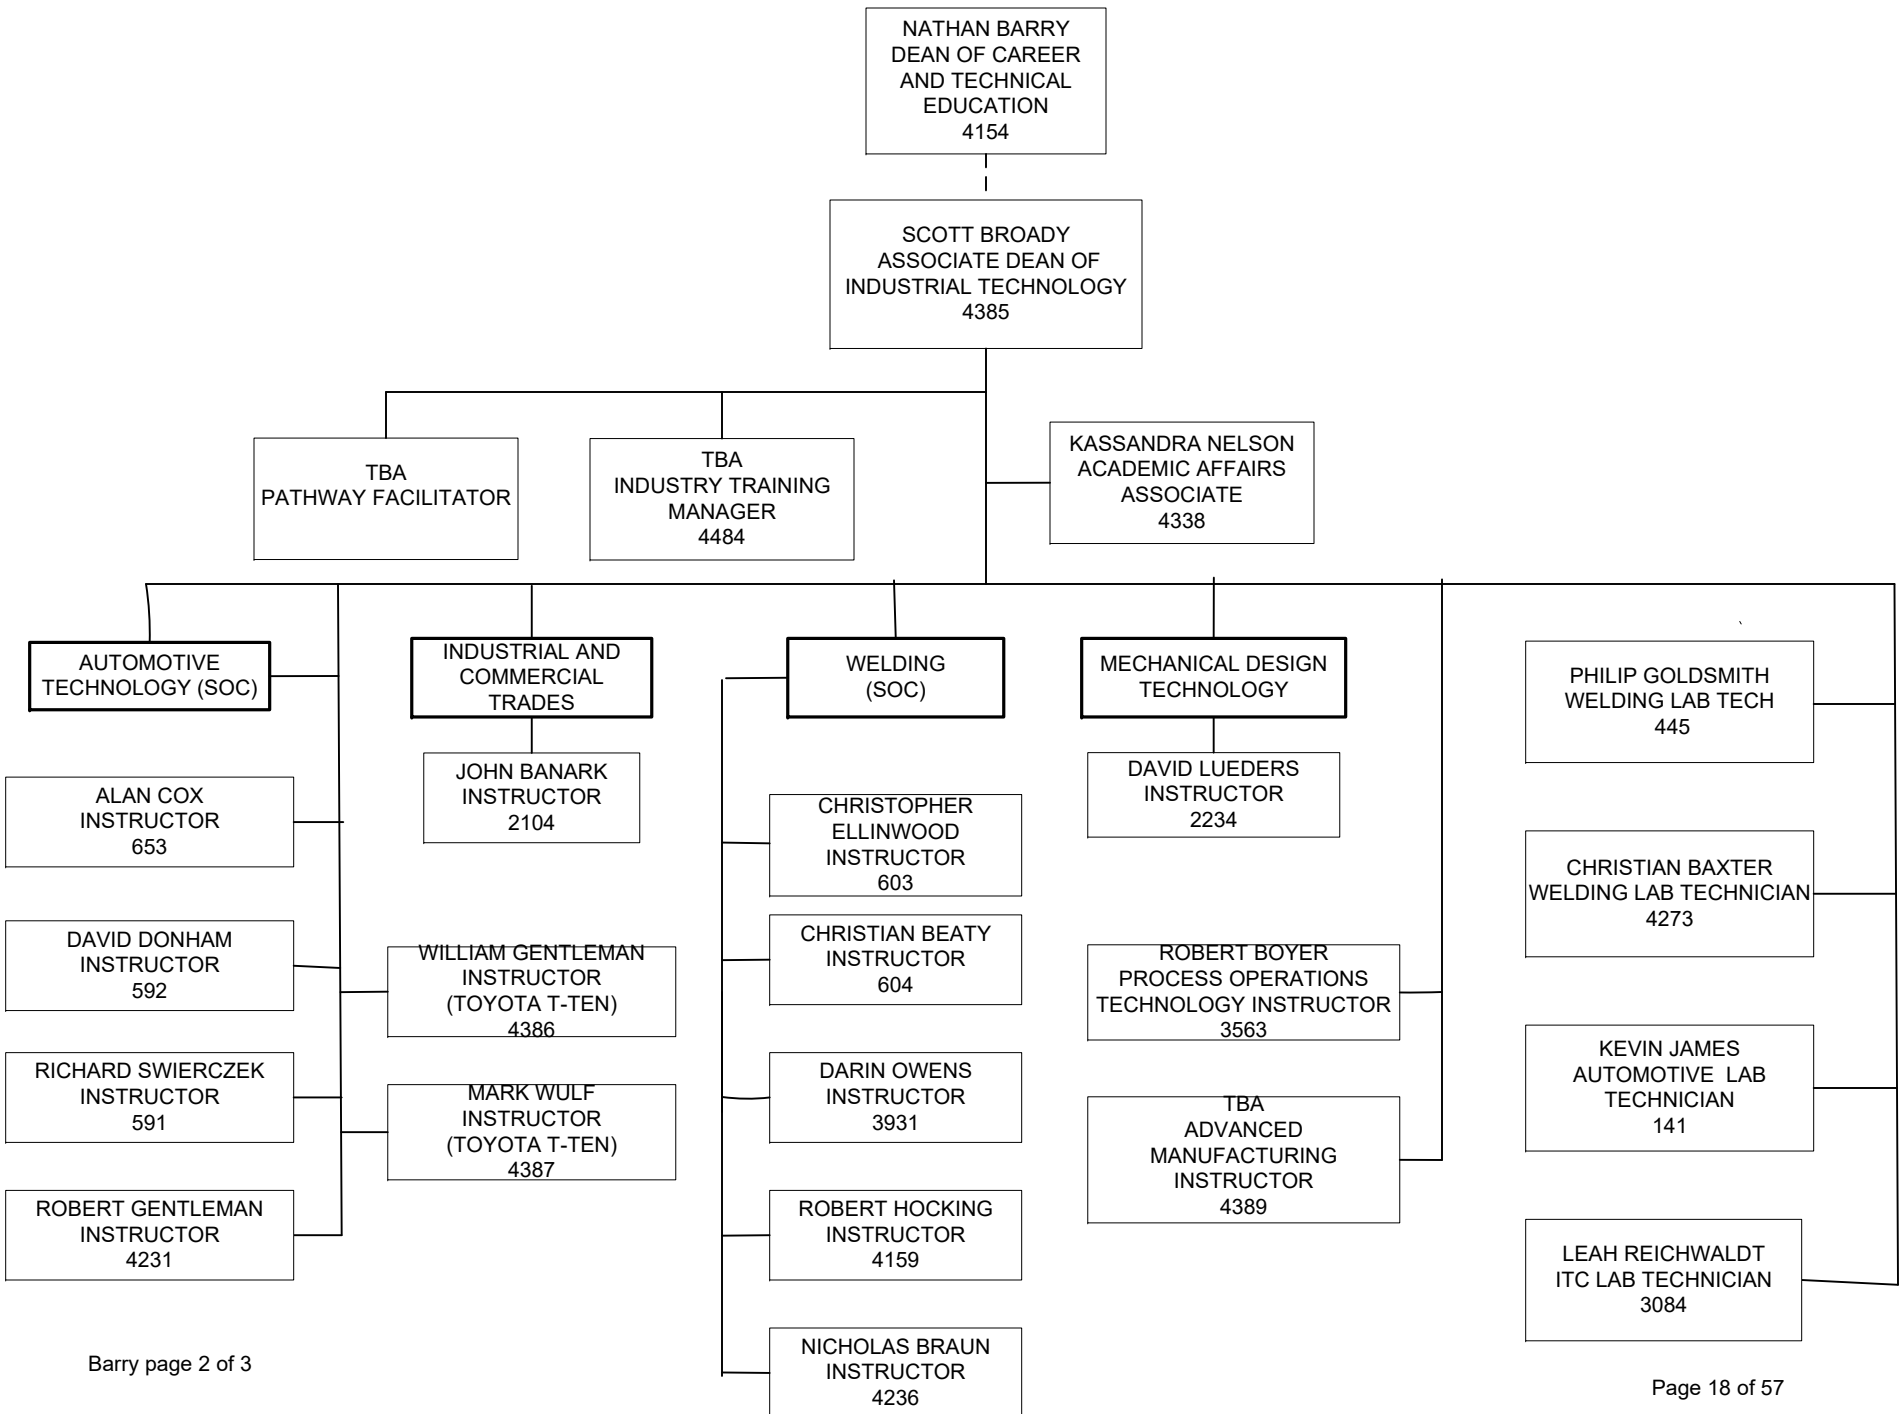 NATHAN BARRY
DEAN OF CAREER
AND TECHNICAL
EDUCATION
4154
SCOTT BROADY
ASSOCIATE DEAN OF
INDUSTRIAL TECHNOLOGY
4385
TBA
PATHWAY FACILITATOR
TBA
INDUSTRY TRAINING
MANAGER
4484
KASSANDRA NELSON
ACADEMIC AFFAIRS
ASSOCIATE
4338
AUTOMOTIVE
TECHNOLOGY (SOC)
ALAN COX
INSTRUCTOR
653
DAVID DONHAM
INSTRUCTOR
592
RICHARD SWIERCZEK
INSTRUCTOR
591
ROBERT GENTLEMAN
INSTRUCTOR
4231
INDUSTRIAL AND
COMMERCIAL
TRADES
JOHN BANARK
INSTRUCTOR
2104
WILLIAM GENTLEMAN
INSTRUCTOR
(TOYOTA T-TEN)
4386
MARK WULF
INSTRUCTOR
(TOYOTA T-TEN)
4387
WELDING
(SOC)
CHRISTOPHER
ELLINWOOD
INSTRUCTOR
603
CHRISTIAN BEATY
INSTRUCTOR
604
DARIN OWENS
INSTRUCTOR
3931
ROBERT HOCKING
INSTRUCTOR
4159
NICHOLAS BRAUN
INSTRUCTOR
4236
MECHANICAL DESIGN
TECHNOLOGY
DAVID LUEDERS
INSTRUCTOR
2234
ROBERT BOYER
PROCESS OPERATIONS
TECHNOLOGY INSTRUCTOR
3563
TBA
ADVANCED
MANUFACTURING
INSTRUCTOR
4389
PHILIP GOLDSMITH
WELDING LAB TECH
445
CHRISTIAN BAXTER
WELDING LAB TECHNICIAN
4273
KEVIN JAMES
AUTOMOTIVE  LAB
TECHNICIAN
141
LEAH REICHWALDT
ITC LAB TECHNICIAN
3084
Barry page 2 of 3
Page 18 of 57